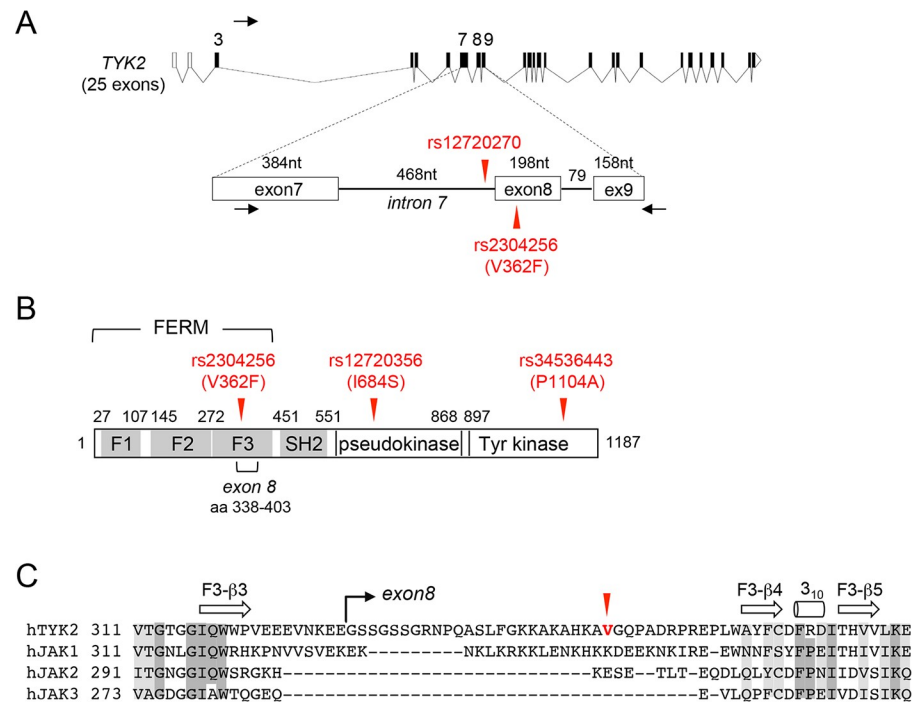 A
3
7 8 9
TYK2
(25 exons)
rs12720270
384nt
468nt
198nt
79
158nt
exon7
intron 7
exon8
ex9
rs2304256
(V362F)
B
FERM
rs2304256
(V362F)
rs12720356
(I684S)
rs34536443
(P1104A)
27 107 145 272 451 551 868 897
1 F1 F2 F3 SH2 pseudokinase Tyr kinase 1187
exon 8
aa 338-403
C
F3-β3 exon8 F3-β4 3₁₀ F3-β5
hTYK2 311 VTGTGGIQWWPVEEEVNKEEGSSGSSGRNPQASLFGKKAKAHKAVGQPADRPREPLWAYFCDFRDITHVVLKE
hJAK1 311 VTGNLGIQWRHKPNVVSVEKEK---------NKLKRKKLENKHKKDEEKNKIRE-WNNFSYFPEITHIVIKE
hJAK2 291 ITGNGGIQWSRGKH--------------------------------KESE--TLT-EQDLQLYCDFPNIIDVSIKQ
hJAK3 273 VAGDGGIAWTQGEQ-------------------------------------------E-VLQPFCDFPEIVDISIKQ